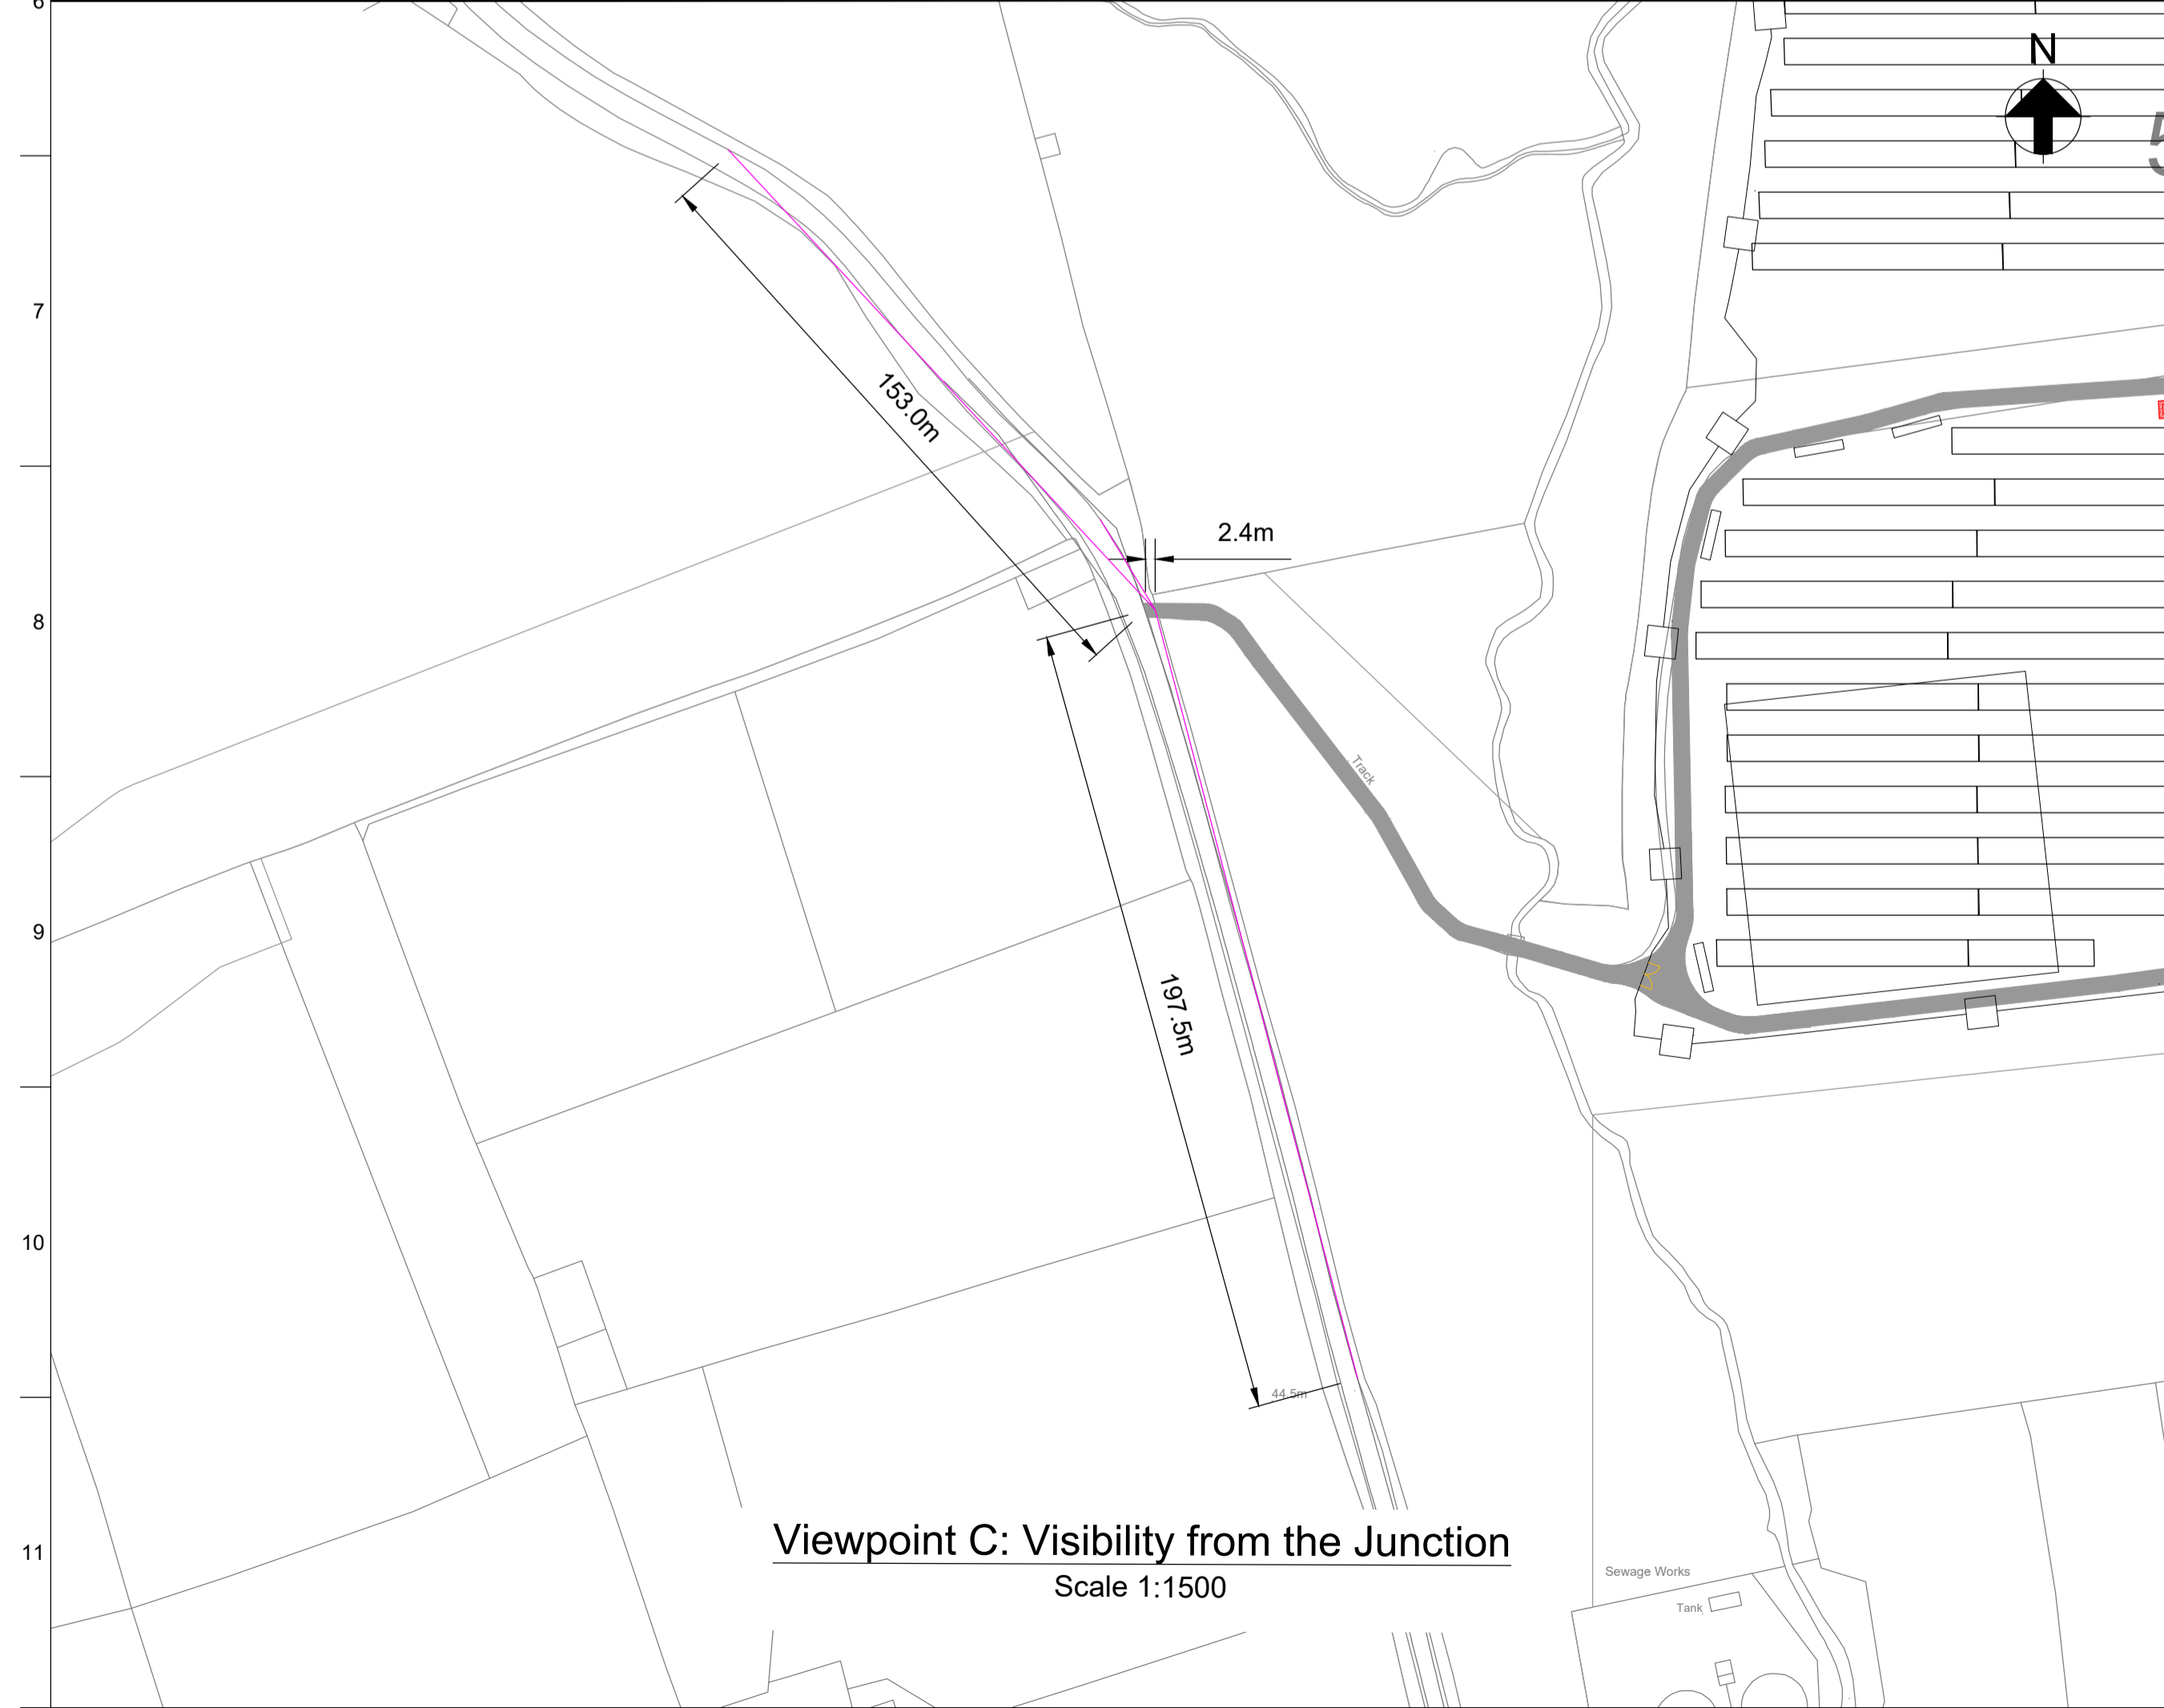 6
N
5
7
153.0m
2.4m
8
Track
9
197.5m
10
44.5m
Viewpoint C: Visibility from the Junction
Scale 1:1500
11
Sewage Works
Tank